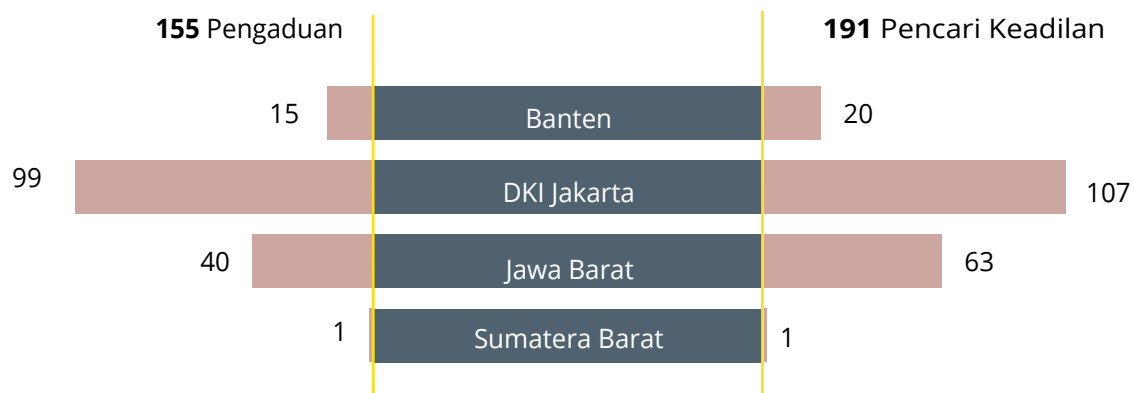 155 Pengaduan
191 Pencari Keadilan
15 Banten 20
99 DKI Jakarta 107
40 Jawa Barat 63
1 Sumatera Barat 1